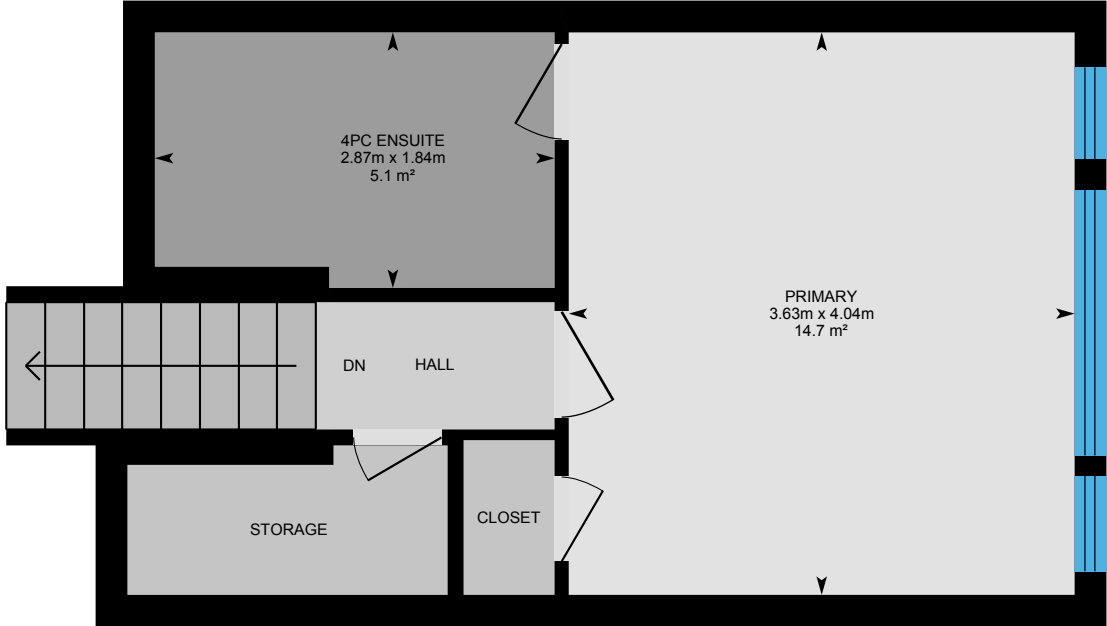 4PC ENSUITE
2.87m x 1.84m
5.1 m²
PRIMARY
3.63m x 4.04m
14.7 m²
DN
HALL
STORAGE
CLOSET